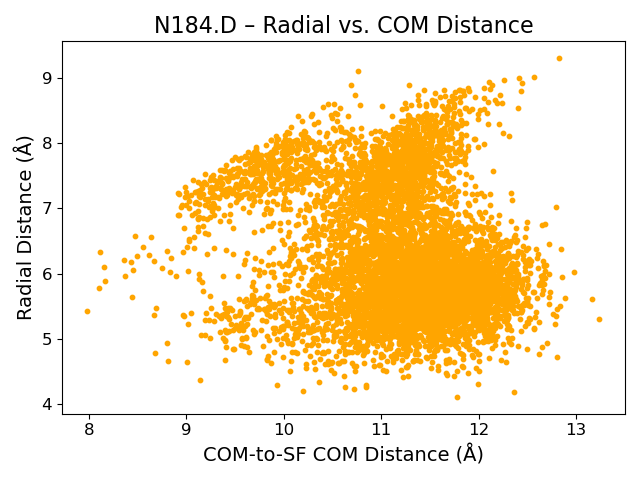 N184.D – Radial vs. COM Distance
Radial Distance (Å)
9
8
7
6
5
4
8 9 10 11 12 13
COM-to-SF COM Distance (Å)